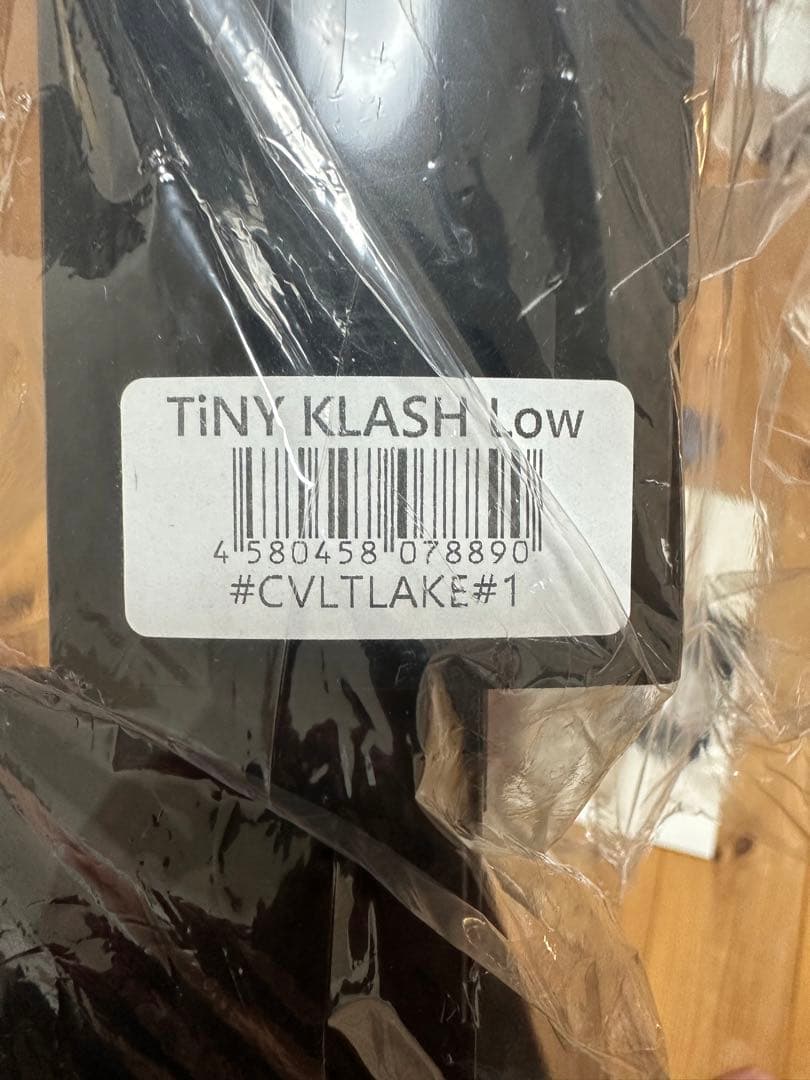 TiNY KLASH Low
4 580458 078890
#CVLTLAKE#1